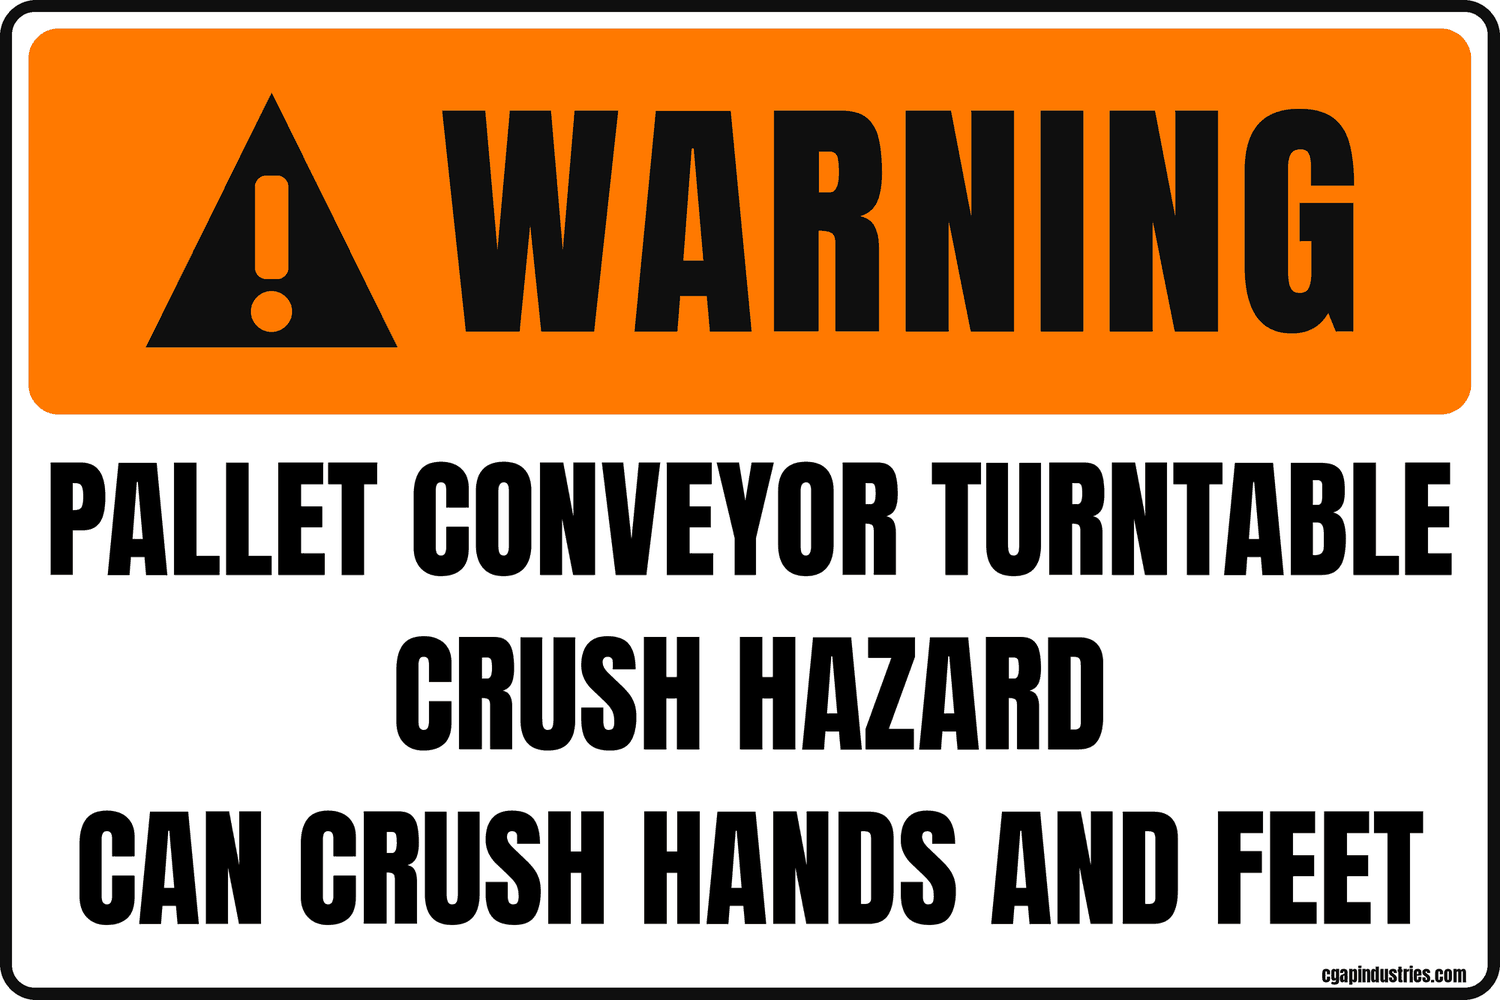 WARNING
PALLET CONVEYOR TURNTABLE
CRUSH HAZARD
CAN CRUSH HANDS AND FEET
cgapindustries.com